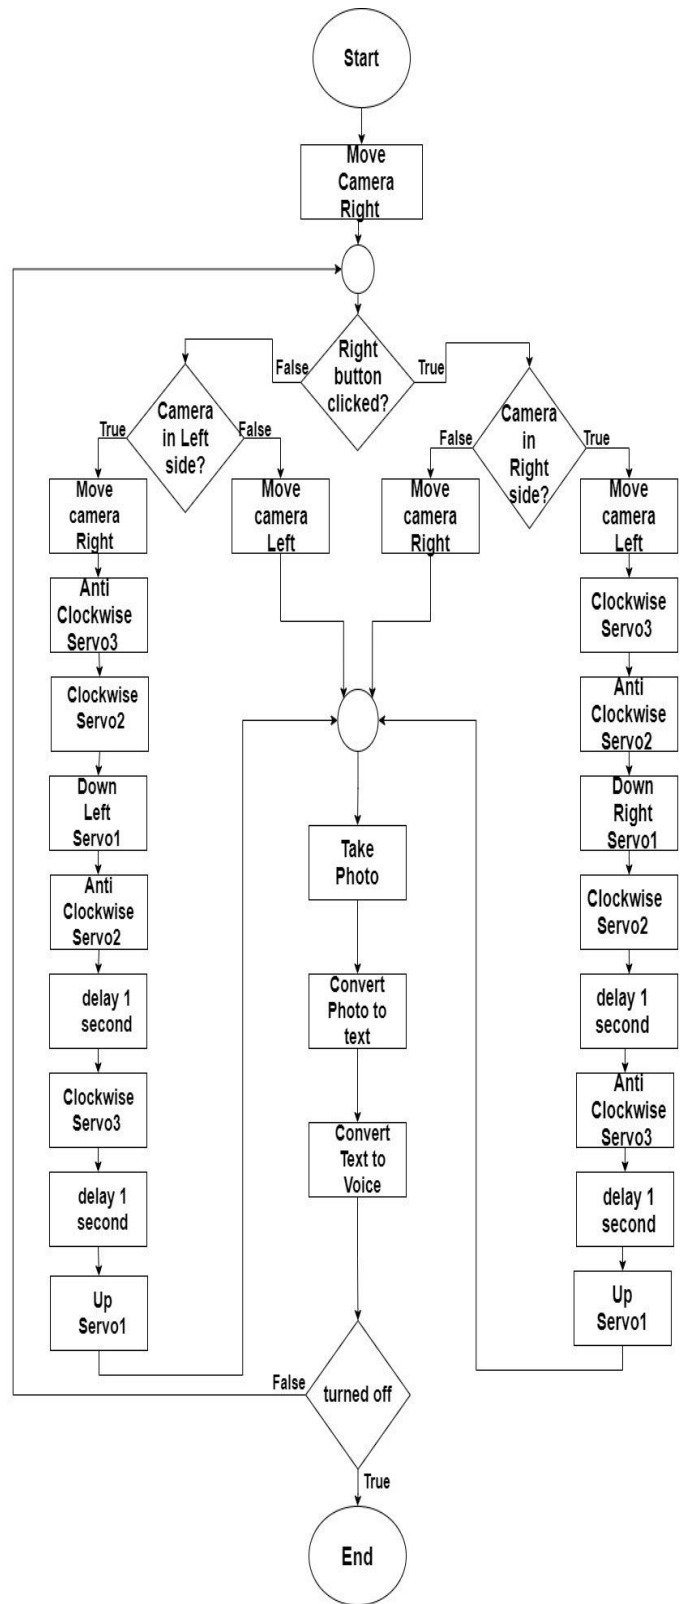 Start
Move
Camera
Right
Right
button
clicked?
False
True
Camera
in Left
side?
True
False
Camera
in
Right
side?
False
True
Move
camera
Right
Anti
Clockwise
Servo3
Clockwise
Servo2
Down
Left
Servo1
Anti
Clockwise
Servo2
delay 1
second
Clockwise
Servo3
delay 1
second
Up
Servo1
Move
camera
Left
Move
camera
Right
Move
camera
Left
Clockwise
Servo3
Anti
Clockwise
Servo2
Down
Right
Servo1
Clockwise
Servo2
delay 1
second
Anti
Clockwise
Servo3
delay 1
second
Up
Servo1
Take
Photo
Convert
Photo to
text
Convert
Text to
Voice
turned off
False
True
End